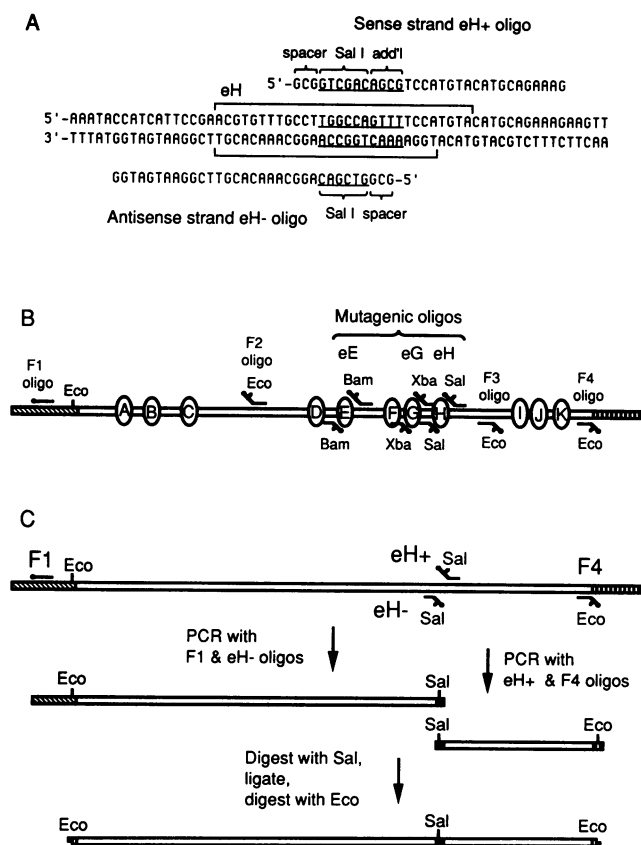 A
Sense strand eH+ oligo
spacer Sal I add'l
5'-GCGGTCGACAGCGTCCATGTACATGCAGAAAG
eH
5'-AAATACCATCATTCCGAACGTGTTTGCCTTGGCCAGTTTTCCATGTACATGCAGAAAGAAGTT
3'-TTTATGGTAGTAAGGCTTGCACAAACGGAACCGGTCAAAAGGTACATGTACGTCTTTCTTCAA
GGTAGTAAGGCTTGCACAAACGGACAGCTGGCG-5'
Antisense strand eH- oligo
Sal I spacer
B
Mutagenic oligos
F1 oligo
Eco
F2 oligo
Eco
eE
Bam
eG eH
Xba Sal
F3 oligo
F4 oligo
A B C D E F G H I J K
Bam Xba Sal Eco Eco
C
F1 Eco
eH+ Sal
F4
eH- Sal Eco
PCR with F1 & eH- oligos
PCR with eH+ & F4 oligos
Eco Sal
Sal Eco
Digest with Sal,
ligate,
digest with Eco
Eco Sal Eco